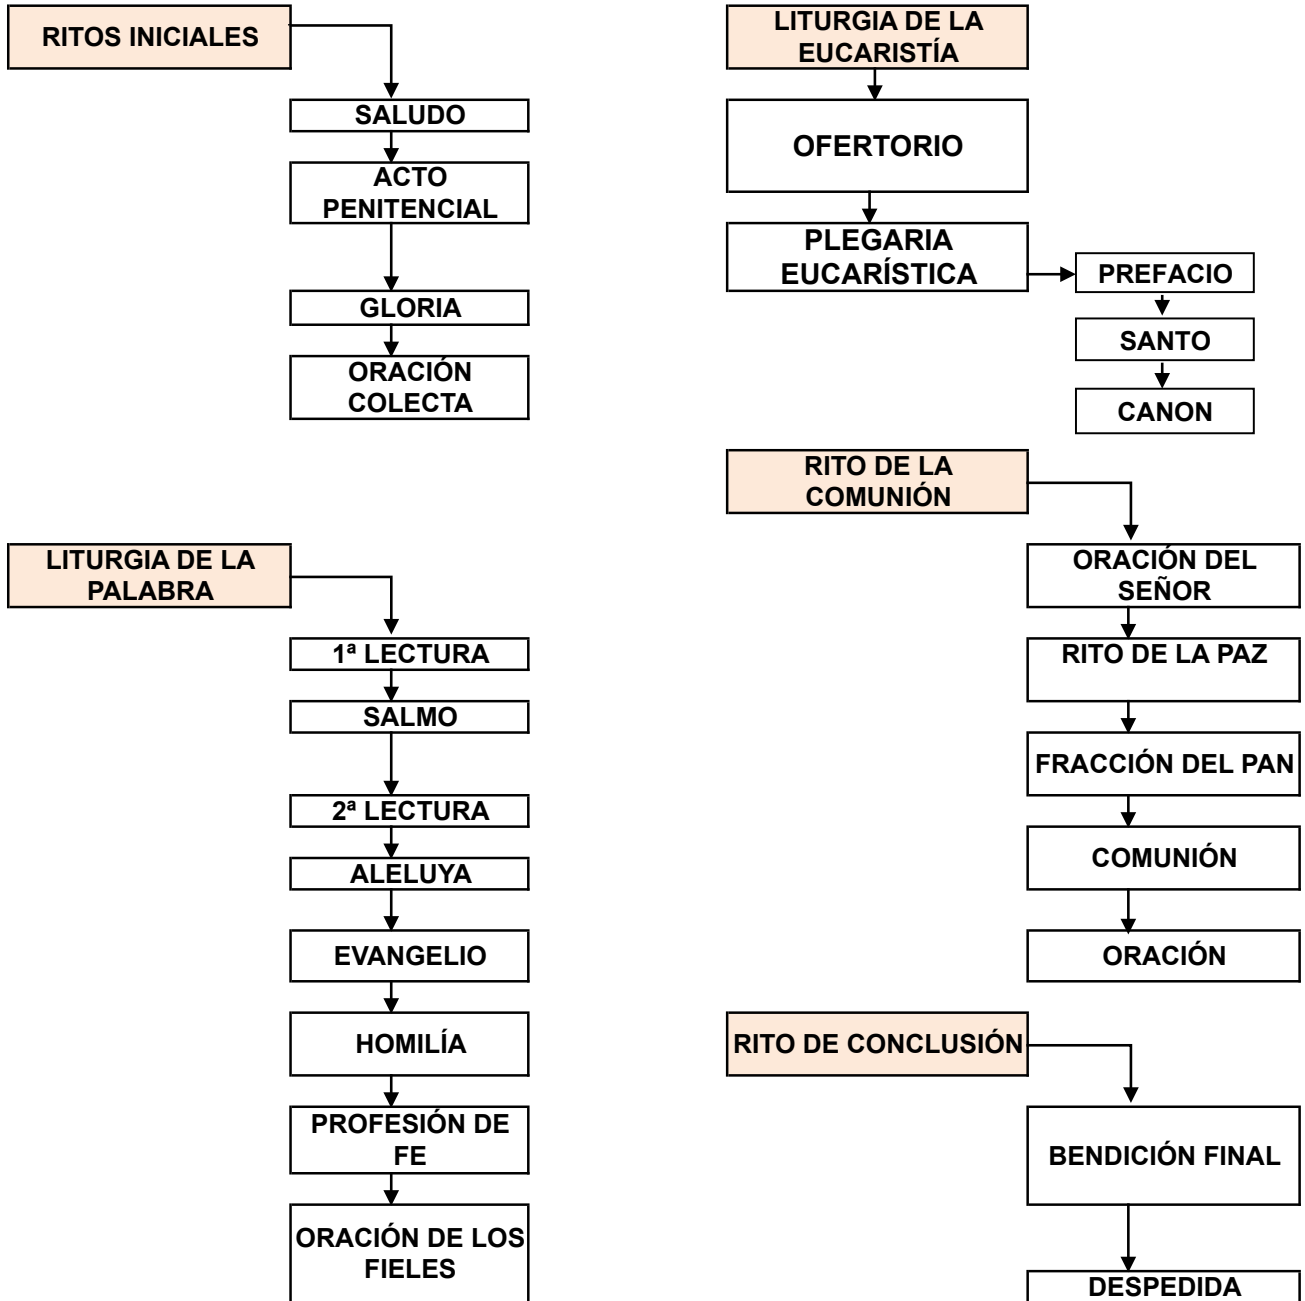 RITOS INICIALES
SALUDO
ACTO
PENITENCIAL
GLORIA
ORACIÓN
COLECTA
LITURGIA DE LA
PALABRA
1ª LECTURA
SALMO
2ª LECTURA
ALELUYA
EVANGELIO
HOMILÍA
PROFESIÓN DE
FE
ORACIÓN DE LOS
FIELES
LITURGIA DE LA
EUCARISTÍA
OFERTORIO
PLEGARIA
EUCARÍSTICA
PREFACIO
SANTO
CANON
RITO DE LA
COMUNIÓN
ORACIÓN DEL
SEÑOR
RITO DE LA PAZ
FRACCIÓN DEL PAN
COMUNIÓN
ORACIÓN
RITO DE CONCLUSIÓN
BENDICIÓN FINAL
DESPEDIDA